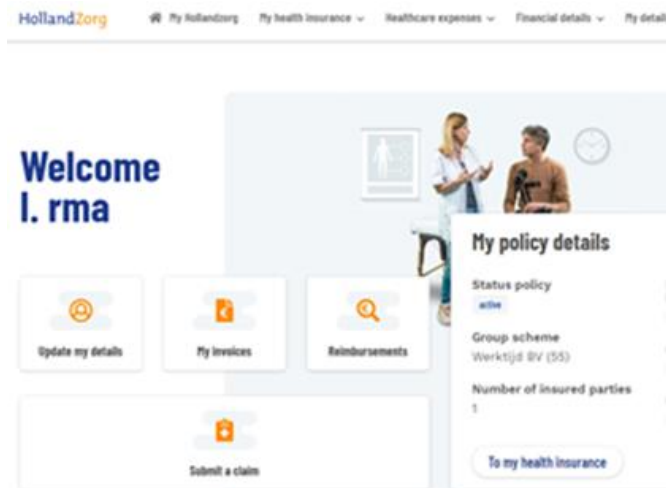 HollandZorg
My Hollandzorg My health insurance Healthcare expenses Financial details My detail
Welcome
I. rma
My policy details
Status policy
active
Group scheme
Werktijd BV (55)
Number of insured parties
1
To my health insurance
Update my details My invoices Reimbursements
Submit a claim